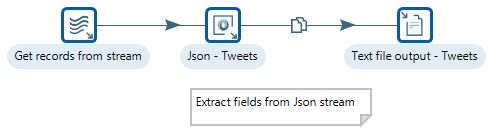 Get records from stream
Json - Tweets
Text file output - Tweets
Extract fields from Json stream